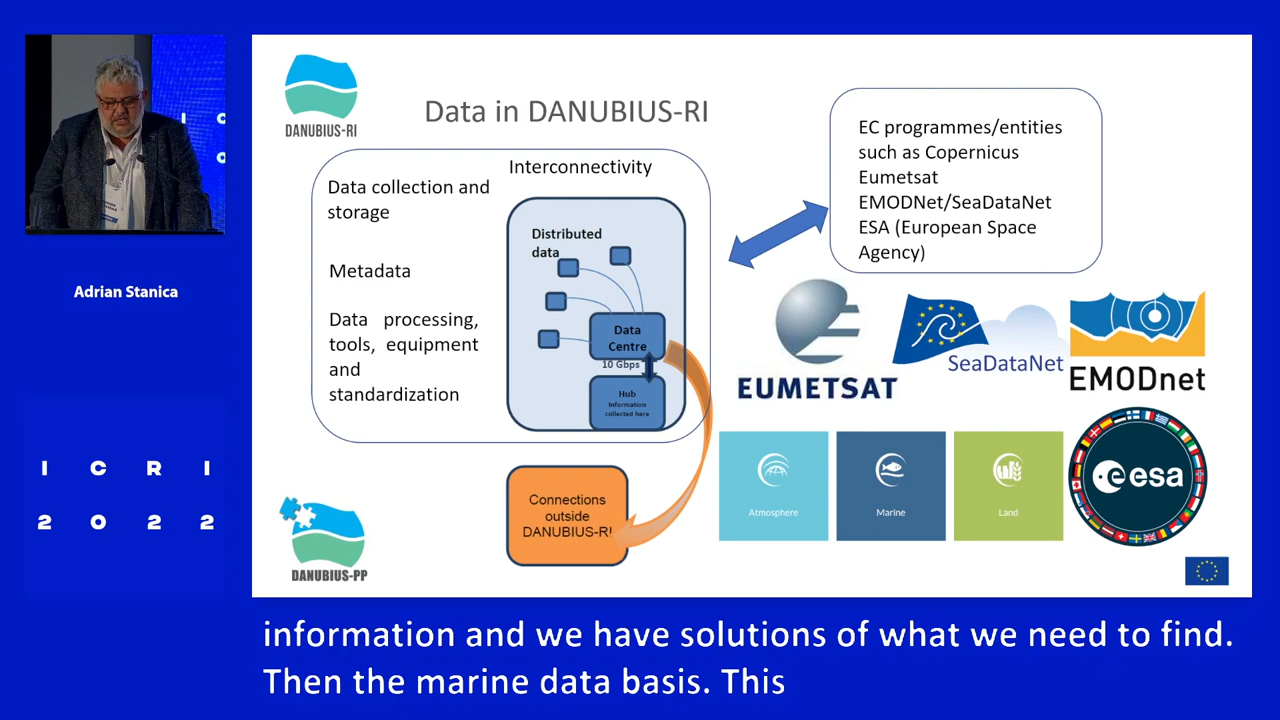 DANUBIUS-RI
Data in DANUBIUS-RI
Interconnectivity
Data collection and
storage
Metadata
Data processing,
tools, equipment
and
standardization
Distributed
data
Data
Centre
10 Gbps
Hub
Information
collected here
Connections
outside
DANUBIUS-RI
EC programmes/entities
such as Copernicus
Eumetsat
EMODNet/SeaDataNet
ESA (European Space
Agency)
EUMETSAT
SeaDataNet
EMODnet
Atmosphere
Marine
Land
esa
DANUBIUS-PP
Adrian Stanica
I C R I
2 0 2 2
information and we have solutions of what we need to find.
Then the marine data basis. This